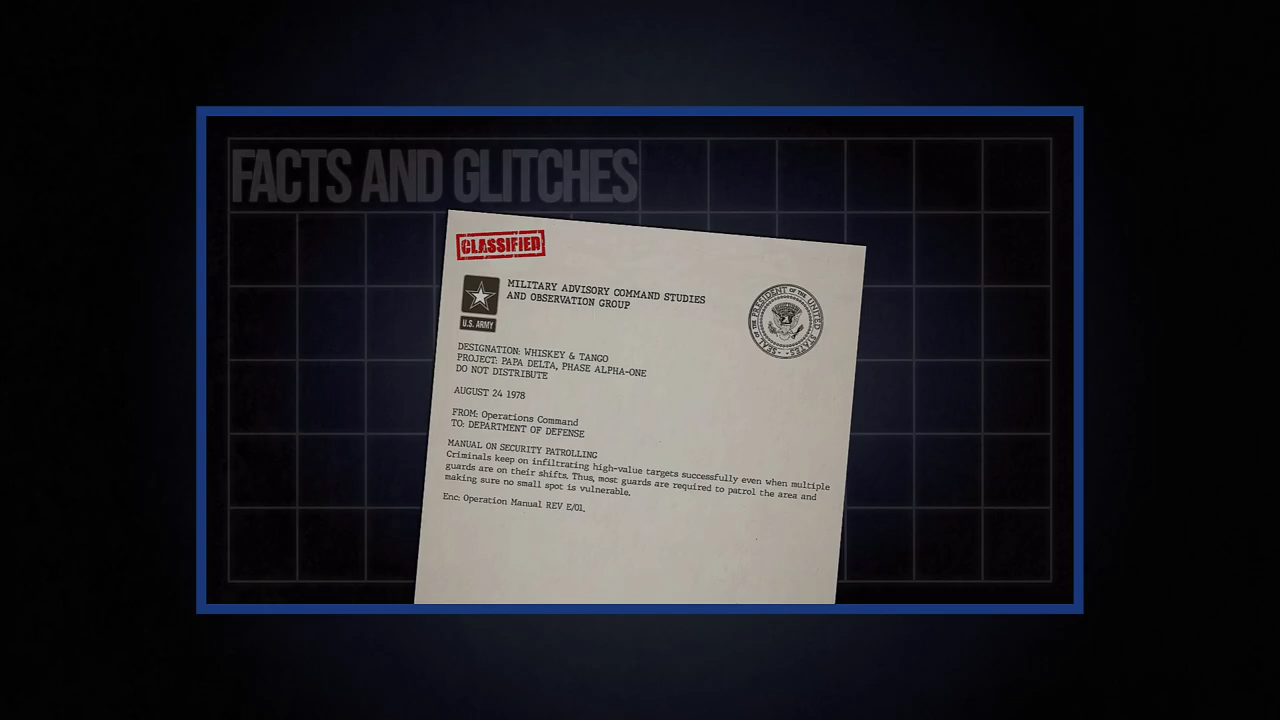 FACTS AND GLITCHES
CLASSIFIED
MILITARY ADVISORY COMMAND STUDIES
AND OBSERVATION GROUP
U.S. ARMY
SEAL OF THE PRESIDENT OF THE UNITED STATES
DESIGNATION: WHISKEY & TANGO
PROJECT: PAPA DELTA, PHASE ALPHA-ONE
DO NOT DISTRIBUTE
AUGUST 24 1978
FROM: Operations Command
TO: DEPARTMENT OF DEFENSE
MANUAL ON SECURITY PATROLLING
Criminals keep on infiltrating high-value targets successfully even when multiple
guards are on their shifts. Thus, most guards are required to patrol the area and
making sure no small spot is vulnerable.
Enc: Operation Manual REV E/01.